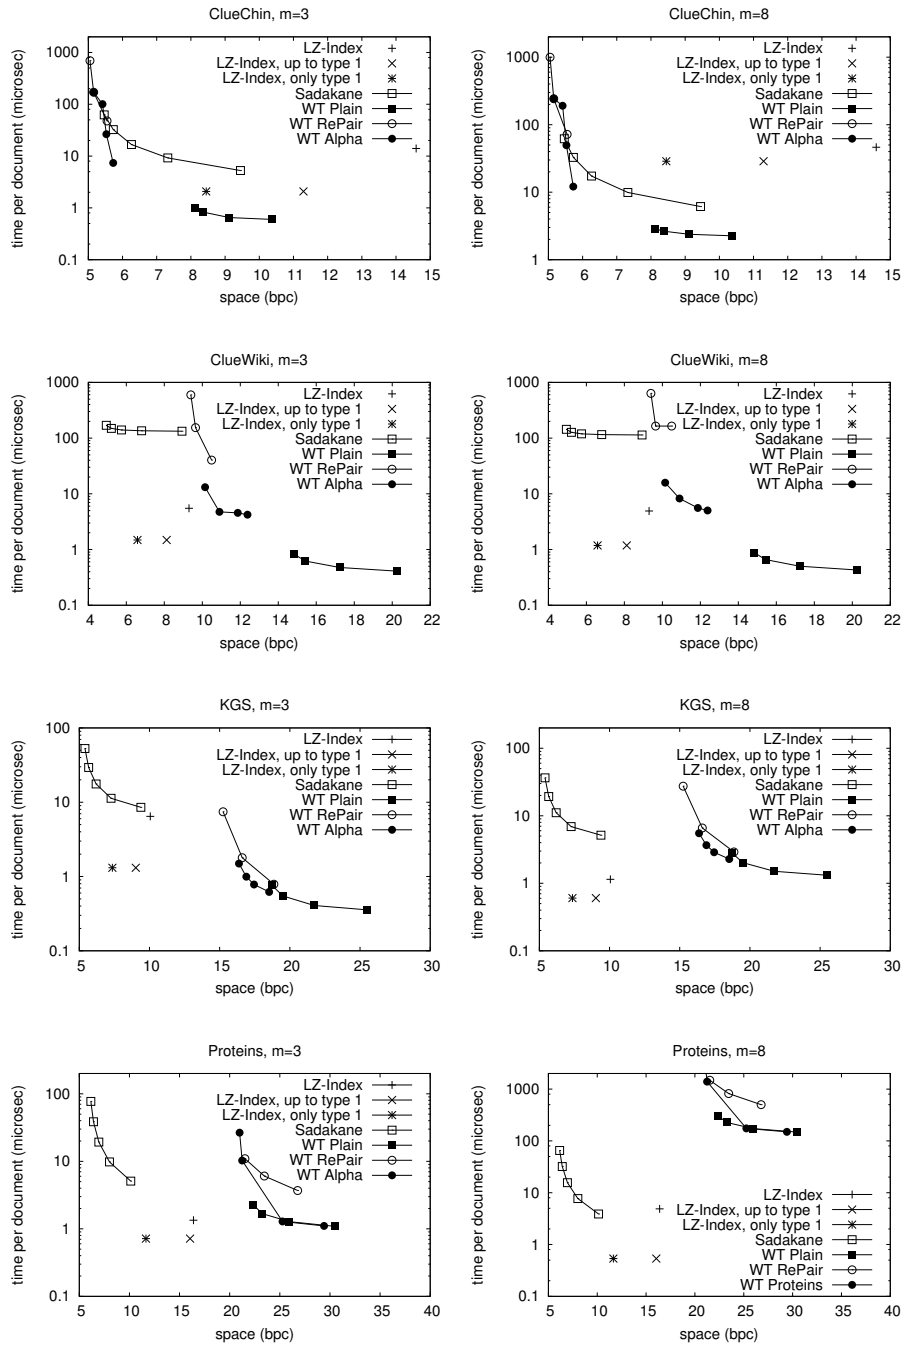 ClueChin, m=3
time per document (microsec)
1000
100
10
1
0.1
5 6 7 8 9 10 11 12 13 14 15
space (bpc)
LZ-Index
LZ-Index, up to type 1
LZ-Index, only type 1
Sadakane
WT Plain
WT RePair
WT Alpha
ClueChin, m=8
time per document (microsec)
1000
100
10
1
5 6 7 8 9 10 11 12 13 14 15
space (bpc)
LZ-Index
LZ-Index, up to type 1
LZ-Index, only type 1
Sadakane
WT Plain
WT RePair
WT Alpha
ClueWiki, m=3
time per document (microsec)
1000
100
10
1
0.1
4 6 8 10 12 14 16 18 20 22
space (bpc)
LZ-Index
LZ-Index, up to type 1
LZ-Index, only type 1
Sadakane
WT Plain
WT RePair
WT Alpha
ClueWiki, m=8
time per document (microsec)
1000
100
10
1
0.1
4 6 8 10 12 14 16 18 20 22
space (bpc)
LZ-Index
LZ-Index, up to type 1
LZ-Index, only type 1
Sadakane
WT Plain
WT RePair
WT Alpha
KGS, m=3
time per document (microsec)
100
10
1
0.1
5 10 15 20 25 30
space (bpc)
LZ-Index
LZ-Index, up to type 1
LZ-Index, only type 1
Sadakane
WT Plain
WT RePair
WT Alpha
KGS, m=8
time per document (microsec)
100
10
1
0.1
5 10 15 20 25 30
space (bpc)
LZ-Index
LZ-Index, up to type 1
LZ-Index, only type 1
Sadakane
WT Plain
WT RePair
WT Alpha
Proteins, m=3
time per document (microsec)
100
10
1
0.1
5 10 15 20 25 30 35 40
space (bpc)
LZ-Index
LZ-Index, up to type 1
LZ-Index, only type 1
Sadakane
WT Plain
WT RePair
WT Alpha
Proteins, m=8
time per document (microsec)
1000
100
10
1
0.1
5 10 15 20 25 30 35 40
space (bpc)
LZ-Index
LZ-Index, up to type 1
LZ-Index, only type 1
Sadakane
WT Plain
WT RePair
WT Proteins